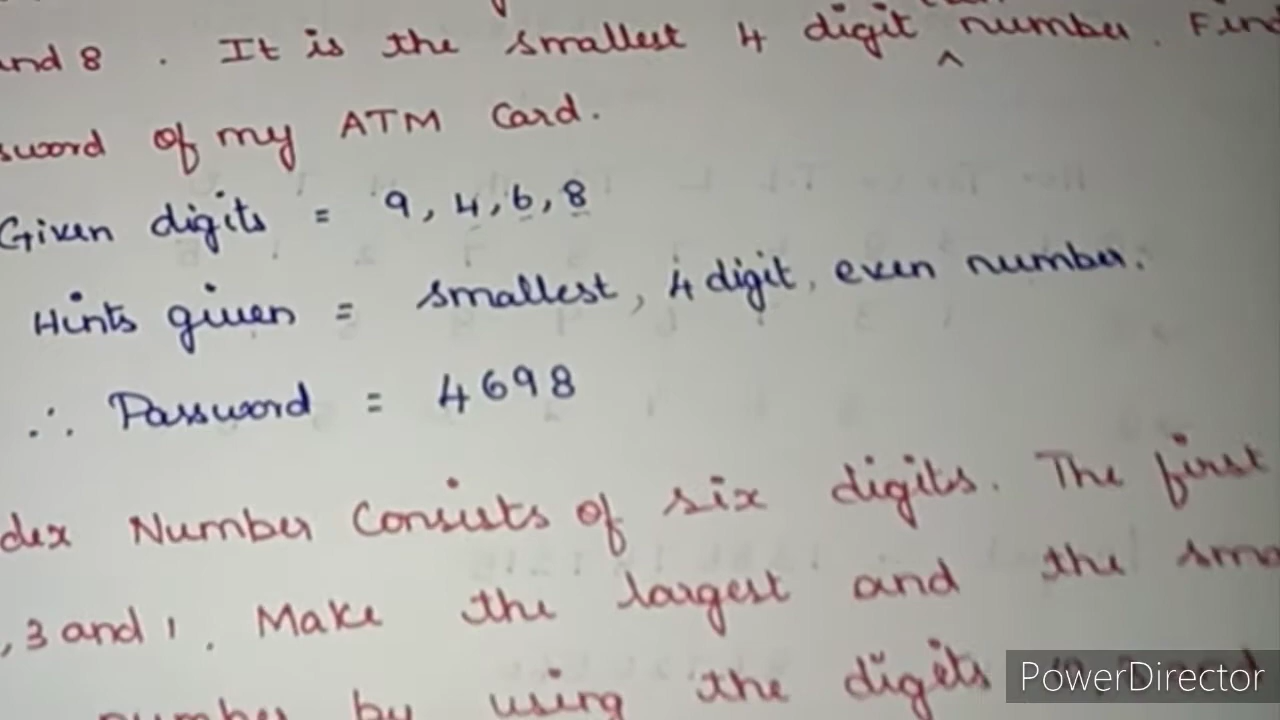 and 8 . It is the smallest 4 digit ^ number. Find
sword of my ATM Card.
Given digits = 9, 4, 6, 8
Hints given = smallest, 4 digit, even number.
∴ Password = 4698
dex Number Consists of six digits. The first
, 3 and 1. Make the largest and the sma
number by using the digits
PowerDirector